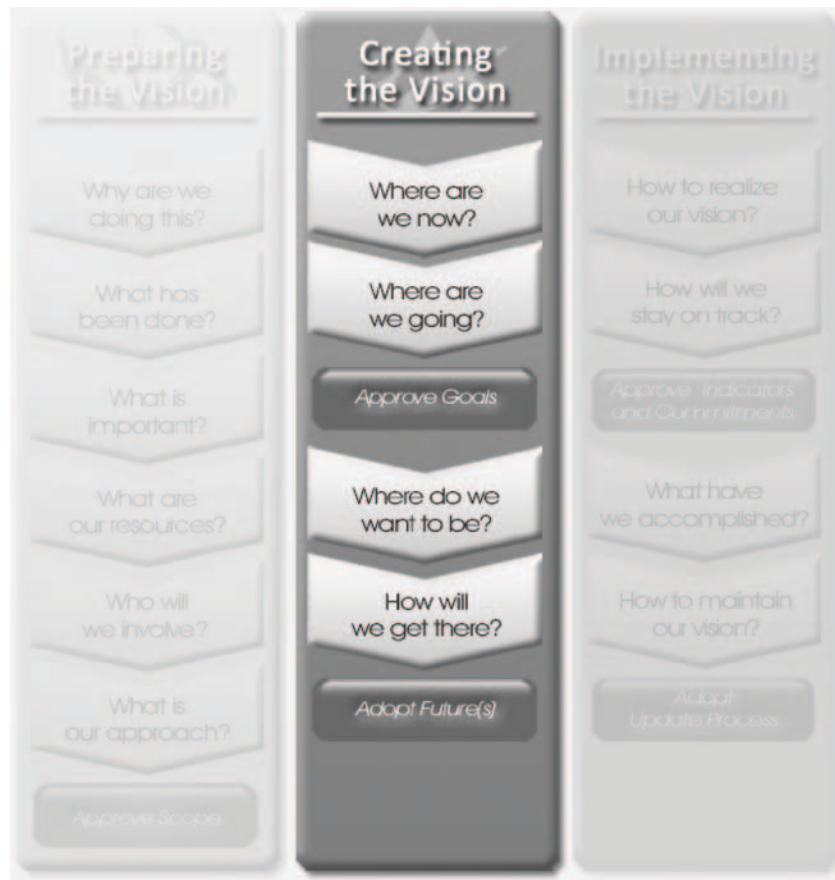 Preparing
the Vision
Why are we
doing this?
What has
been done?
What is
important?
What are
our resources?
Who will
we involve?
What is
our approach?
Approve Scope
Creating
the Vision
Where are
we now?
Where are
we going?
Approve Goals
Where do we
want to be?
How will
we get there?
Adopt Future(s)
Implementing
the Vision
How to realize
our vision?
How will we
stay on track?
Approve Indicators
and Commitments
What have
we accomplished?
How to maintain
our vision?
Adopt
Update Process